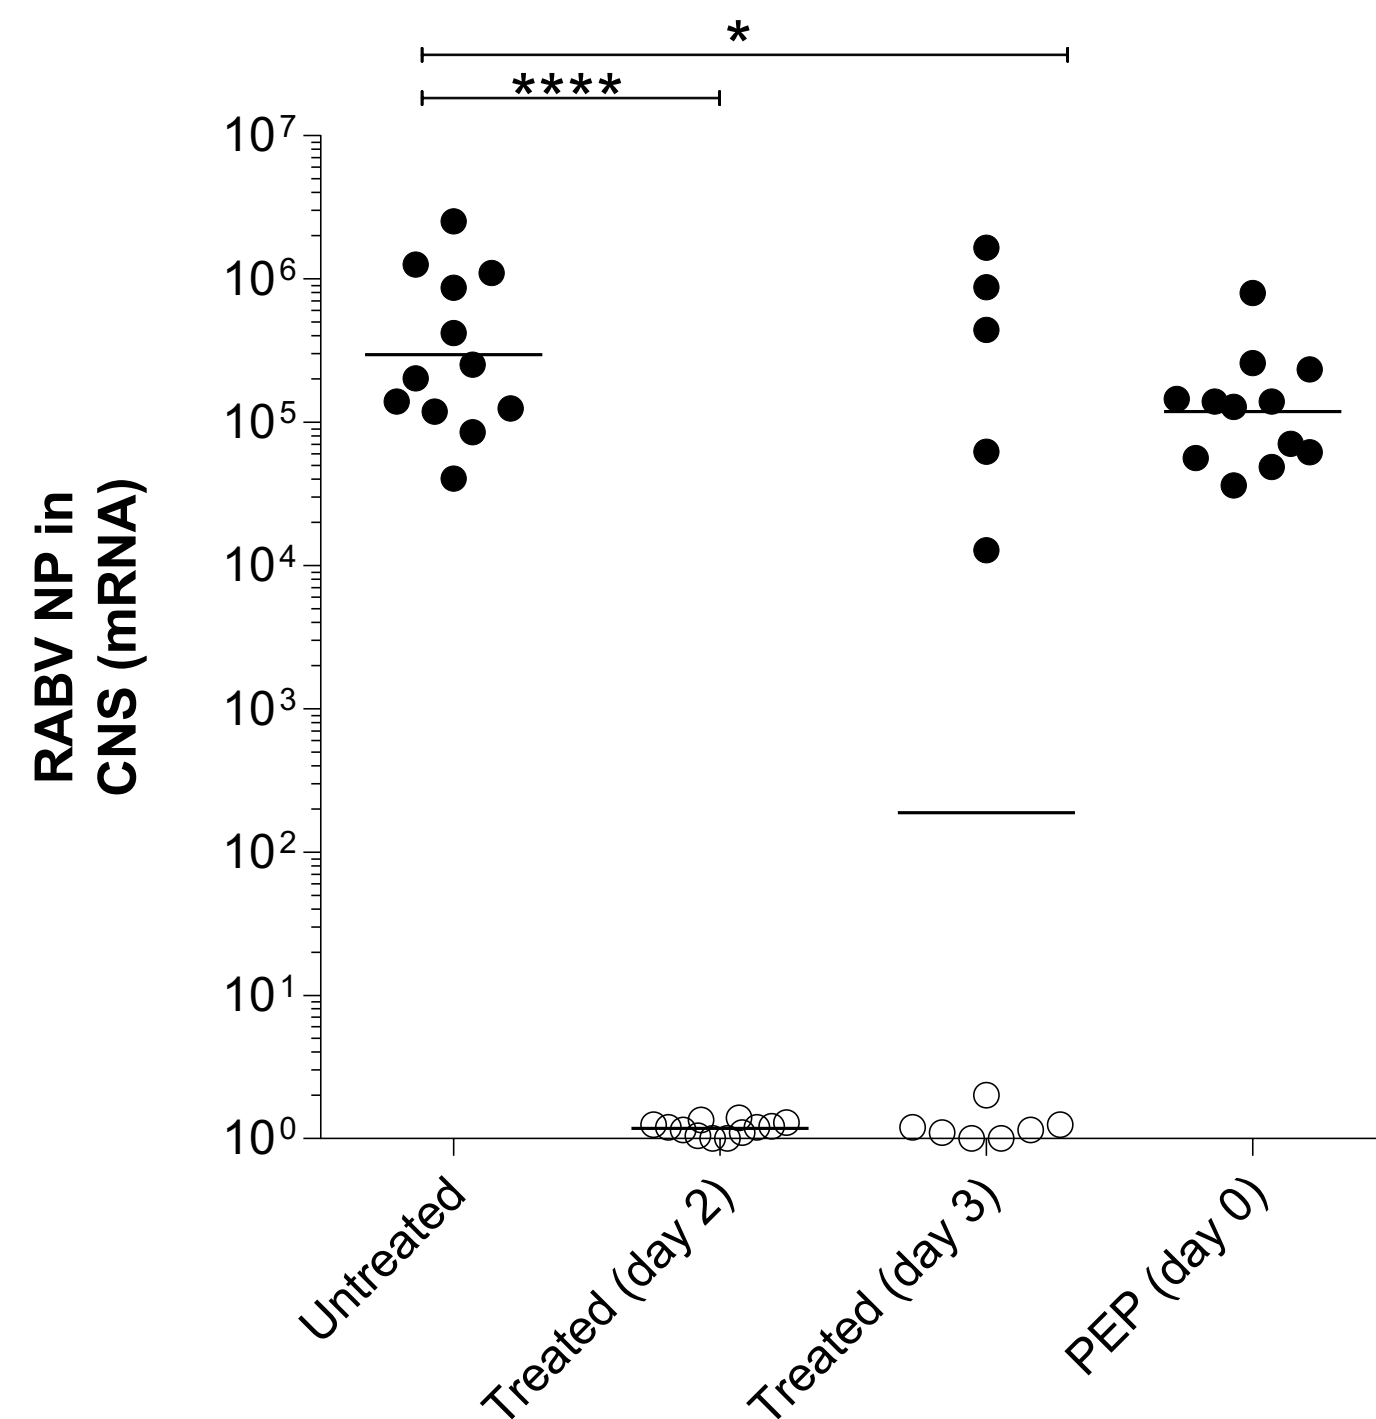 *
****
10⁷
10⁶
10⁵
10⁴
10³
10²
10¹
10⁰
RABV NP in
CNS (mRNA)
Untreated
Treated (day 2)
Treated (day 3)
PEP (day 0)